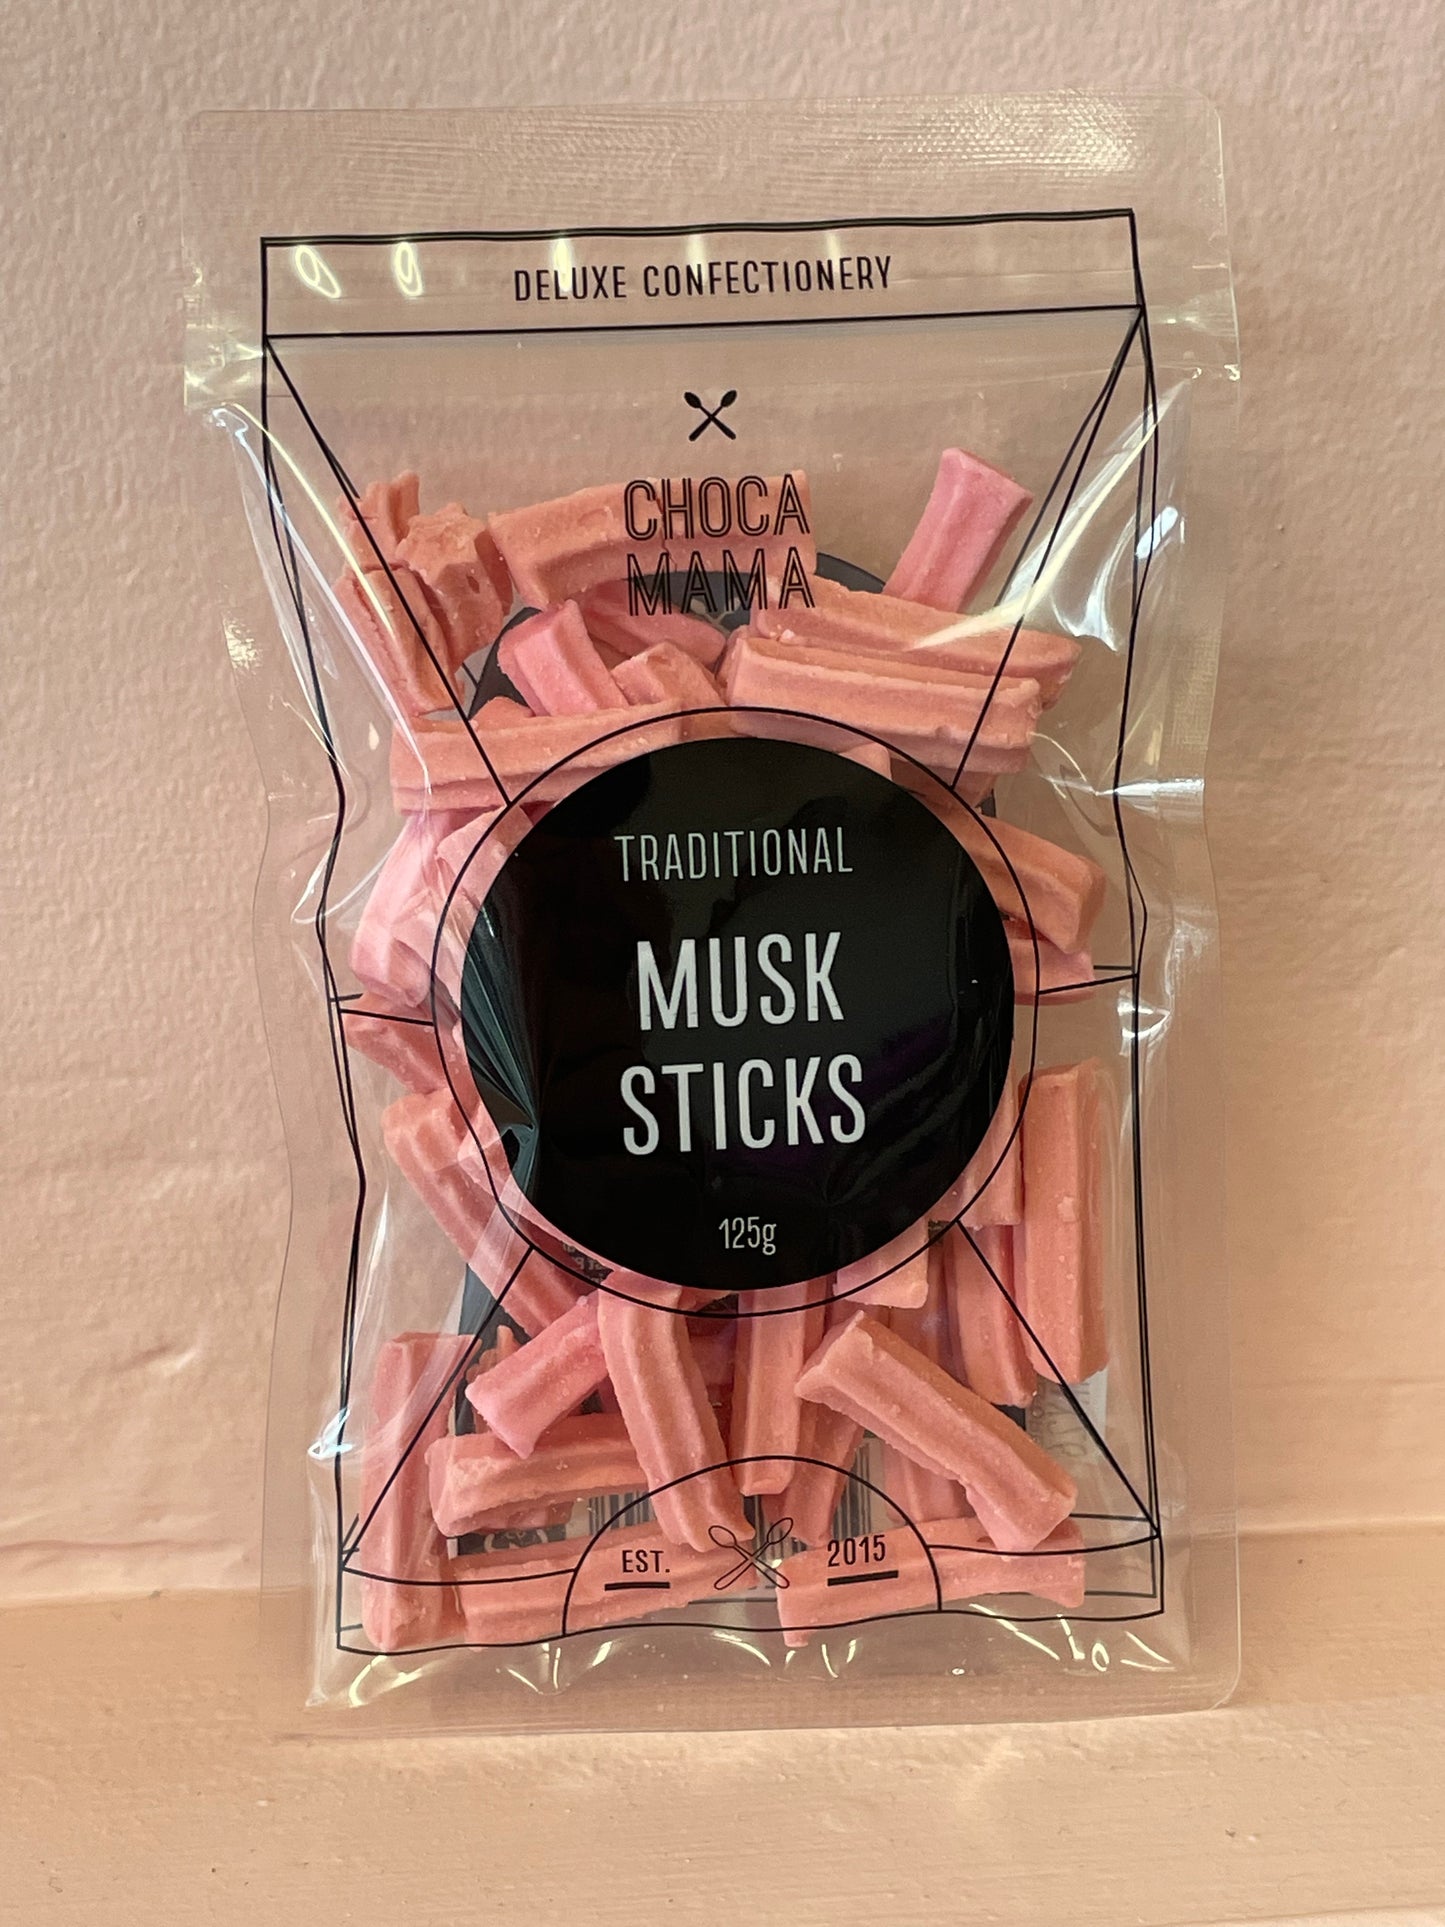 DELUXE CONFECTIONERY
CHOCA
MAMA
TRADITIONAL
MUSK
STICKS
125g
EST. 2015